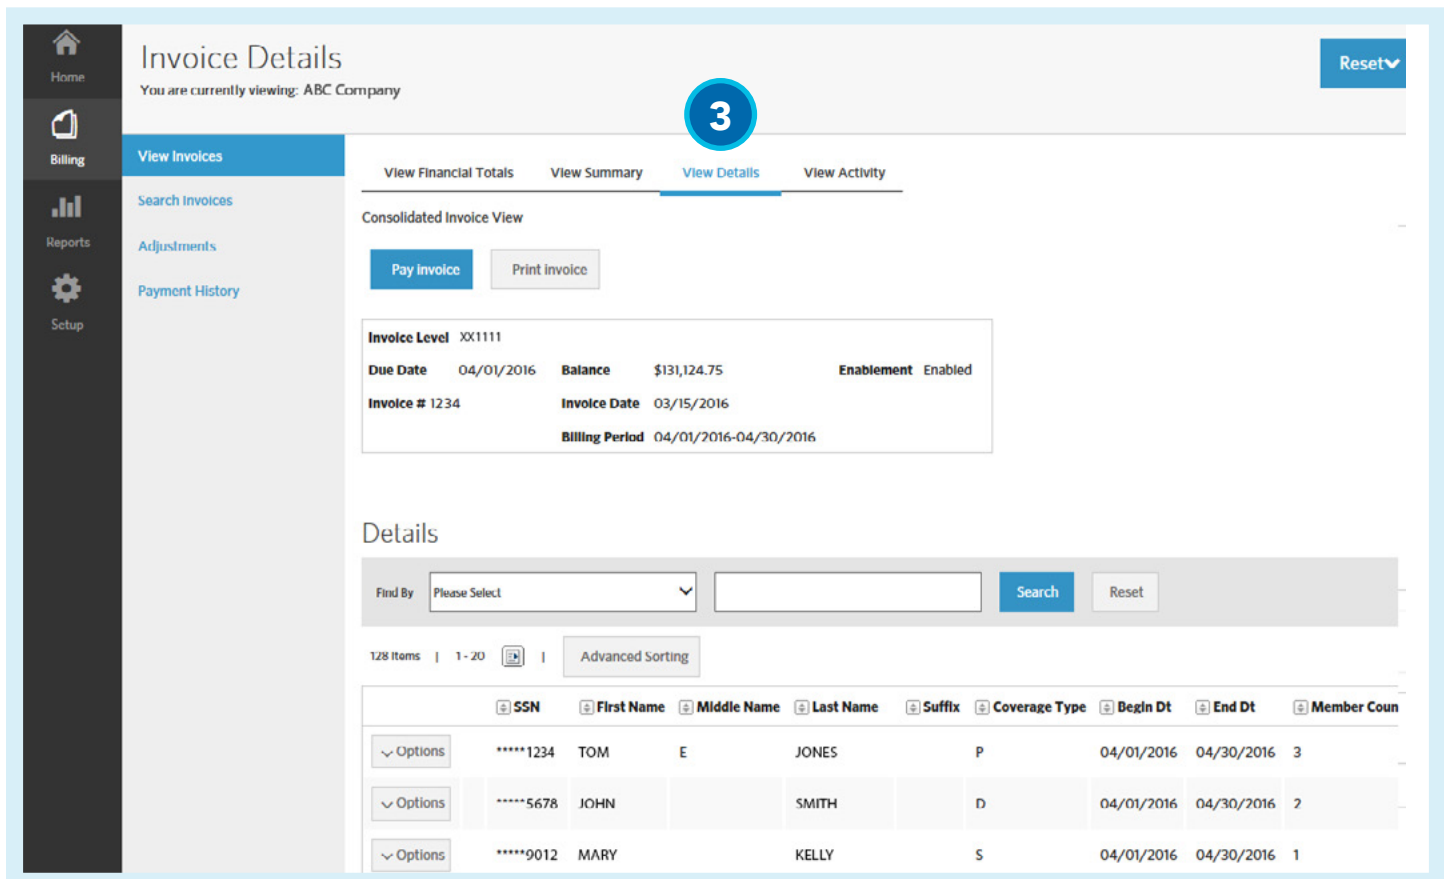 Home
Billing
Reports
Setup
Invoice Details
You are currently viewing: ABC Company
Reset
3
View Invoices
Search Invoices
Adjustments
Payment History
View Financial Totals View Summary View Details View Activity
Consolidated Invoice View
Pay invoice Print invoice
Invoice Level XX1111
Due Date 04/01/2016 Balance $131,124.75 Enablement Enabled
Invoice # 1234 Invoice Date 03/15/2016
Billing Period 04/01/2016-04/30/2016
Details
Find By Please Select Search Reset
128 Items | 1 - 20 | Advanced Sorting
SSN First Name Middle Name Last Name Suffix Coverage Type Begin Dt End Dt Member Coun
Options *****1234 TOM E JONES P 04/01/2016 04/30/2016 3
Options *****5678 JOHN SMITH D 04/01/2016 04/30/2016 2
Options *****9012 MARY KELLY S 04/01/2016 04/30/2016 1